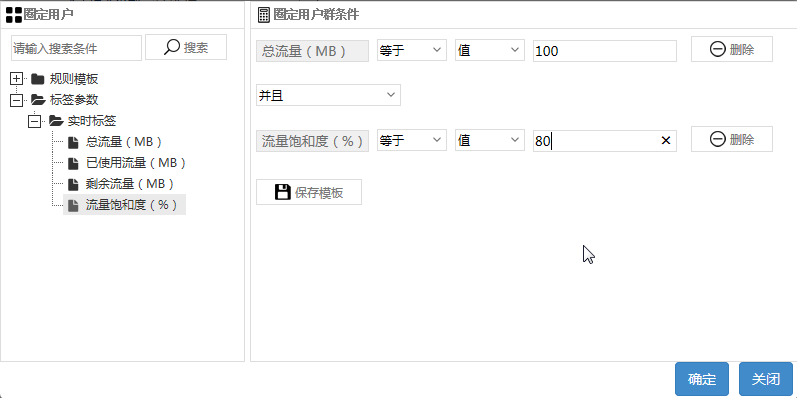 圈定用户
请输入搜索条件 搜索
规则模板
标签参数
实时标签
总流量（MB）
已使用流量（MB）
剩余流量（MB）
流量饱和度（%）
圈定用户群条件
总流量（MB） 等于 值 100 删除
并且
流量饱和度（%） 等于 值 80 删除
保存模板
确定 关闭